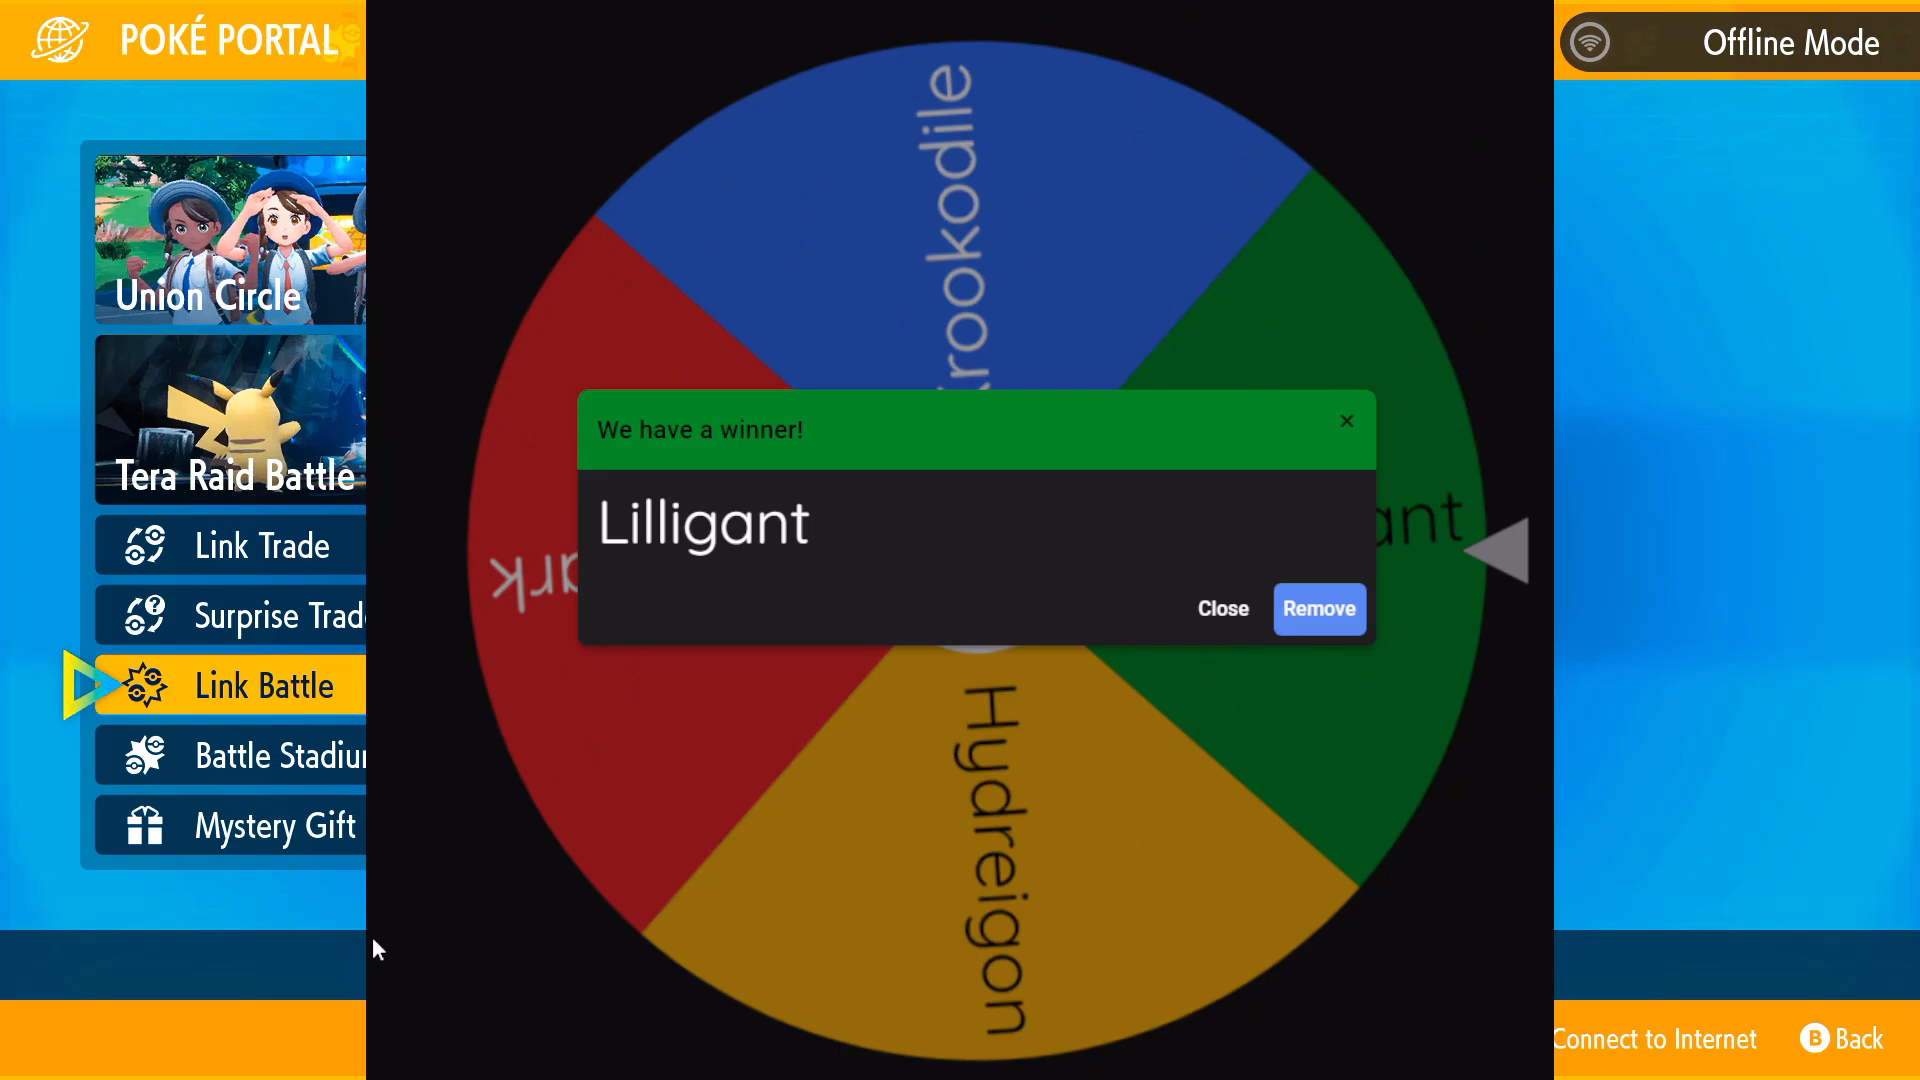 POKÉ PORTAL
Offline Mode
Union Circle
Tera Raid Battle
Link Trade
Surprise Trad
Link Battle
Battle Stadiu
Mystery Gift
rookodile
We have a winner!
×
Lilligant
Close
Remove
ant
ark
Hydreigon
Connect to Internet
B Back